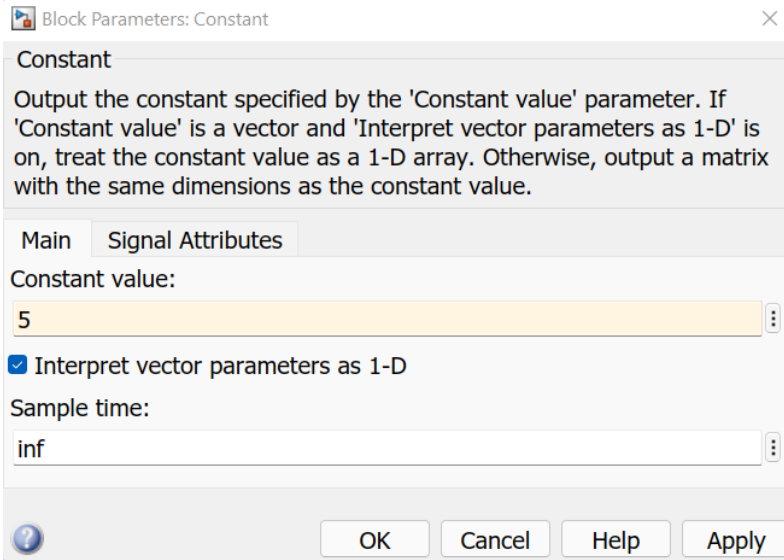 Block Parameters: Constant
Constant
Output the constant specified by the 'Constant value' parameter. If
'Constant value' is a vector and 'Interpret vector parameters as 1-D' is
on, treat the constant value as a 1-D array. Otherwise, output a matrix
with the same dimensions as the constant value.
Main Signal Attributes
Constant value:
5
Interpret vector parameters as 1-D
Sample time:
inf
? OK Cancel Help Apply